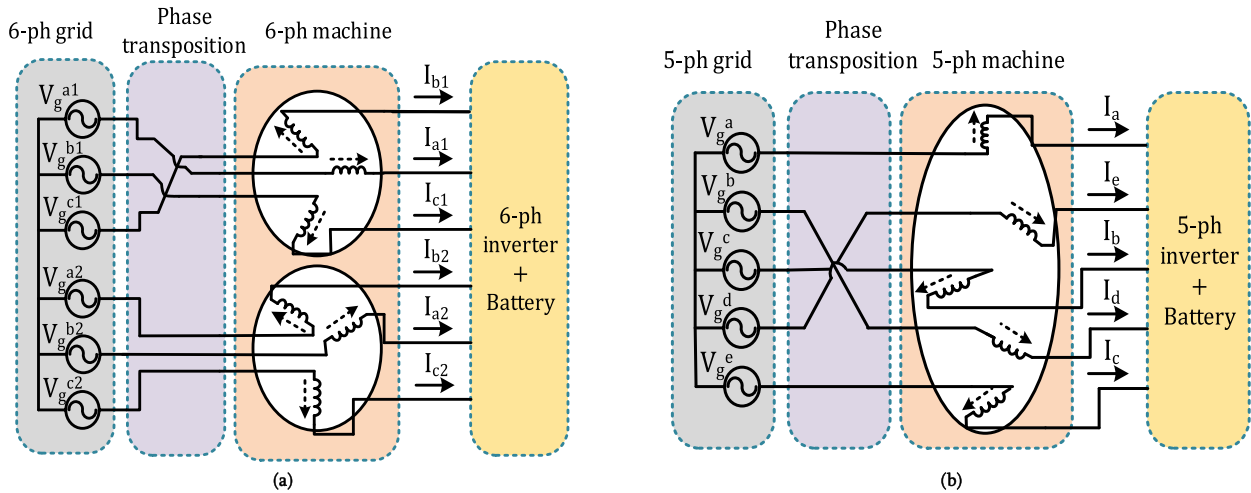 6-ph grid
Phase
transposition
6-ph machine
V_g^a1
V_g^b1
V_g^c1
V_g^a2
V_g^b2
V_g^c2
I_b1
I_a1
I_c1
I_b2
I_a2
I_c2
6-ph
inverter
+
Battery
(a)
5-ph grid
Phase
transposition
5-ph machine
V_g^a
V_g^b
V_g^c
V_g^d
V_g^e
I_a
I_e
I_b
I_d
I_c
5-ph
inverter
+
Battery
(b)